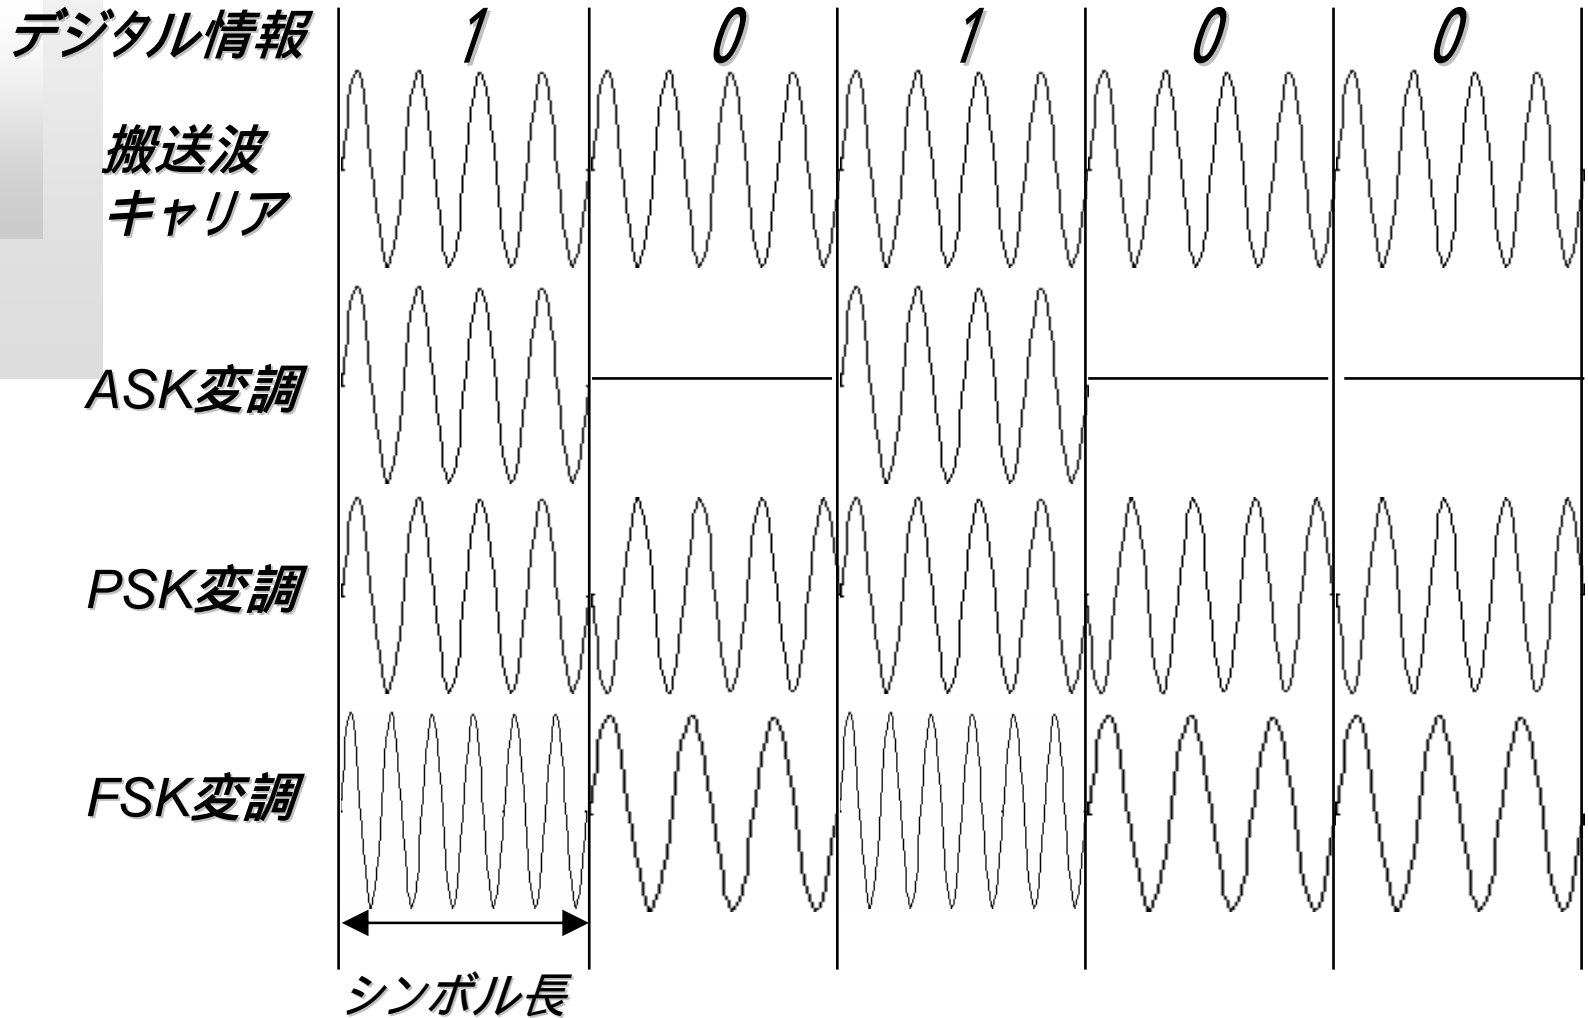 デジタル情報 1 0 1 0 0
搬送波
キャリア
ASK変調
PSK変調
FSK変調
シンボル長